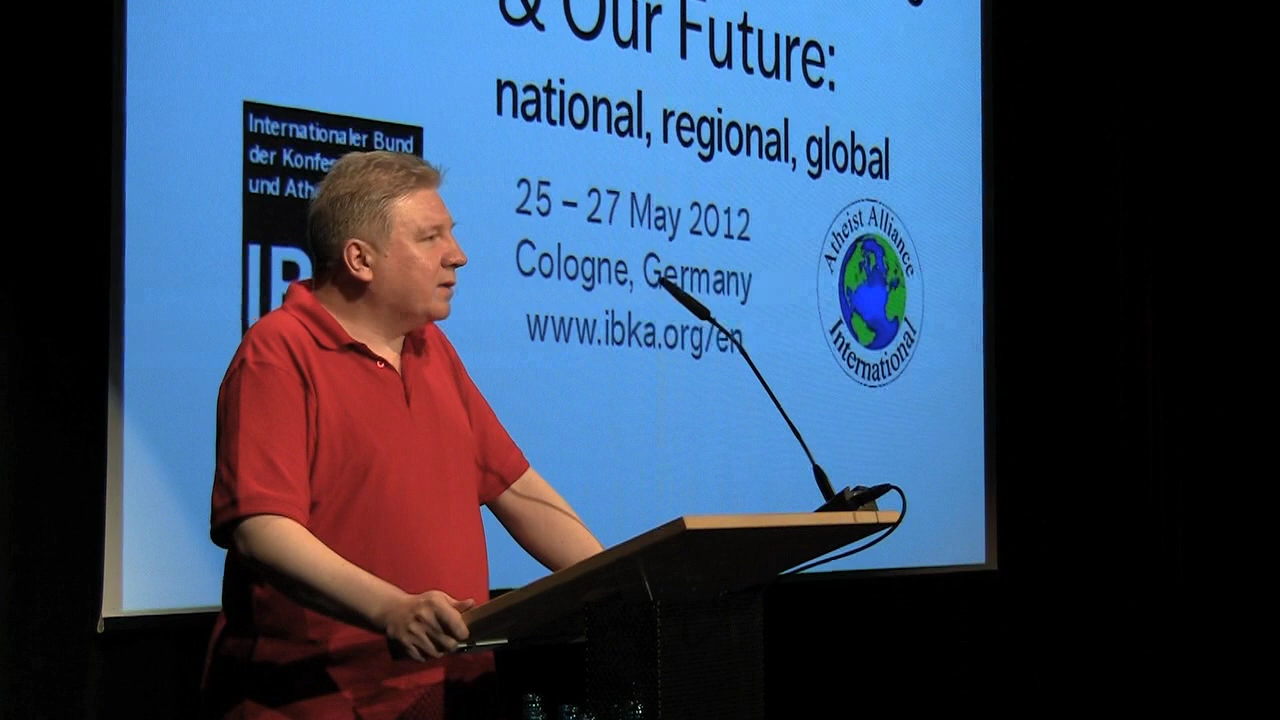 & Our Future:
national, regional, global
Internationaler Bund
der Konfes
und Ath
IB
25 – 27 May 2012
Cologne, Germany
www.ibka.org/en
Atheist Alliance
International